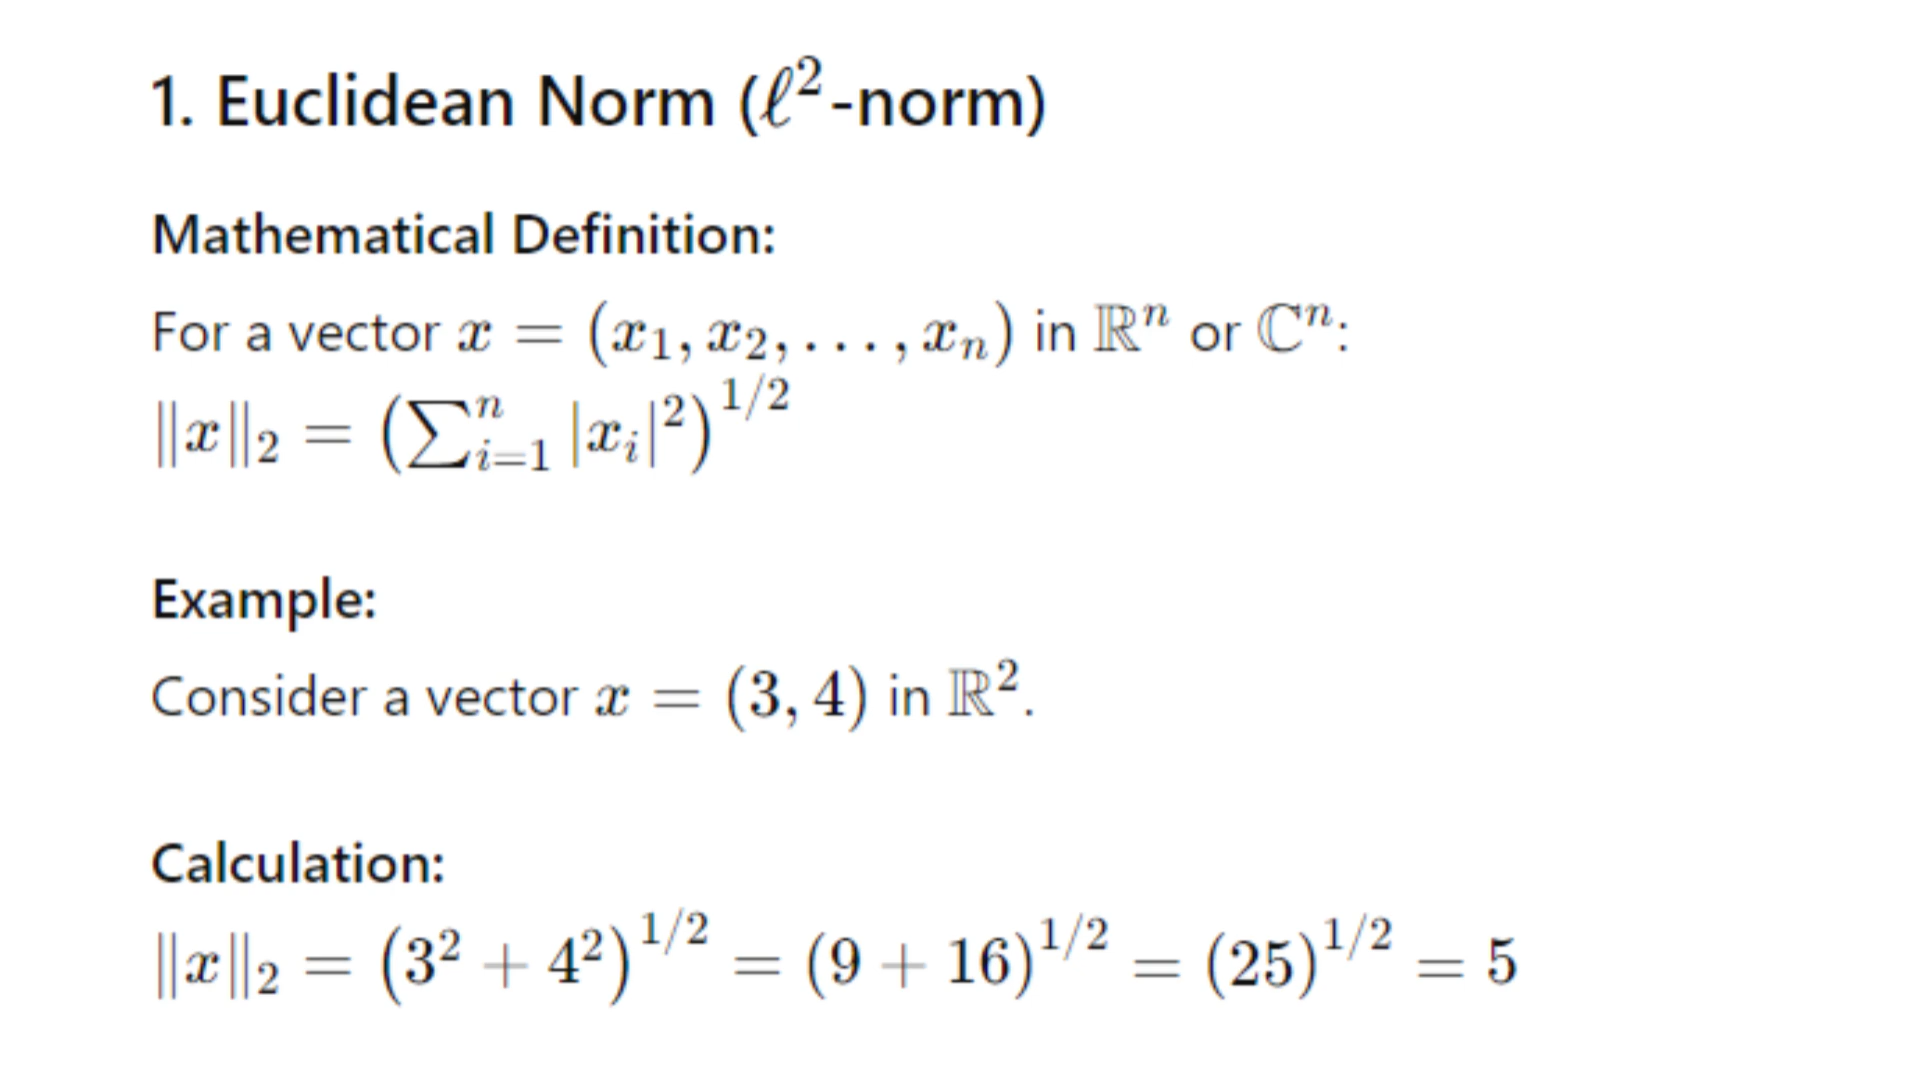 1. Euclidean Norm (ℓ²-norm)
Mathematical Definition:
For a vector x = (x₁, x₂, . . . , xₙ) in ℝⁿ or ℂⁿ:
‖x‖₂ = (∑ⁿᵢ₌₁ |xᵢ|²)^{1/2}
Example:
Consider a vector x = (3, 4) in ℝ².
Calculation:
‖x‖₂ = (3² + 4²)^{1/2} = (9 + 16)^{1/2} = (25)^{1/2} = 5